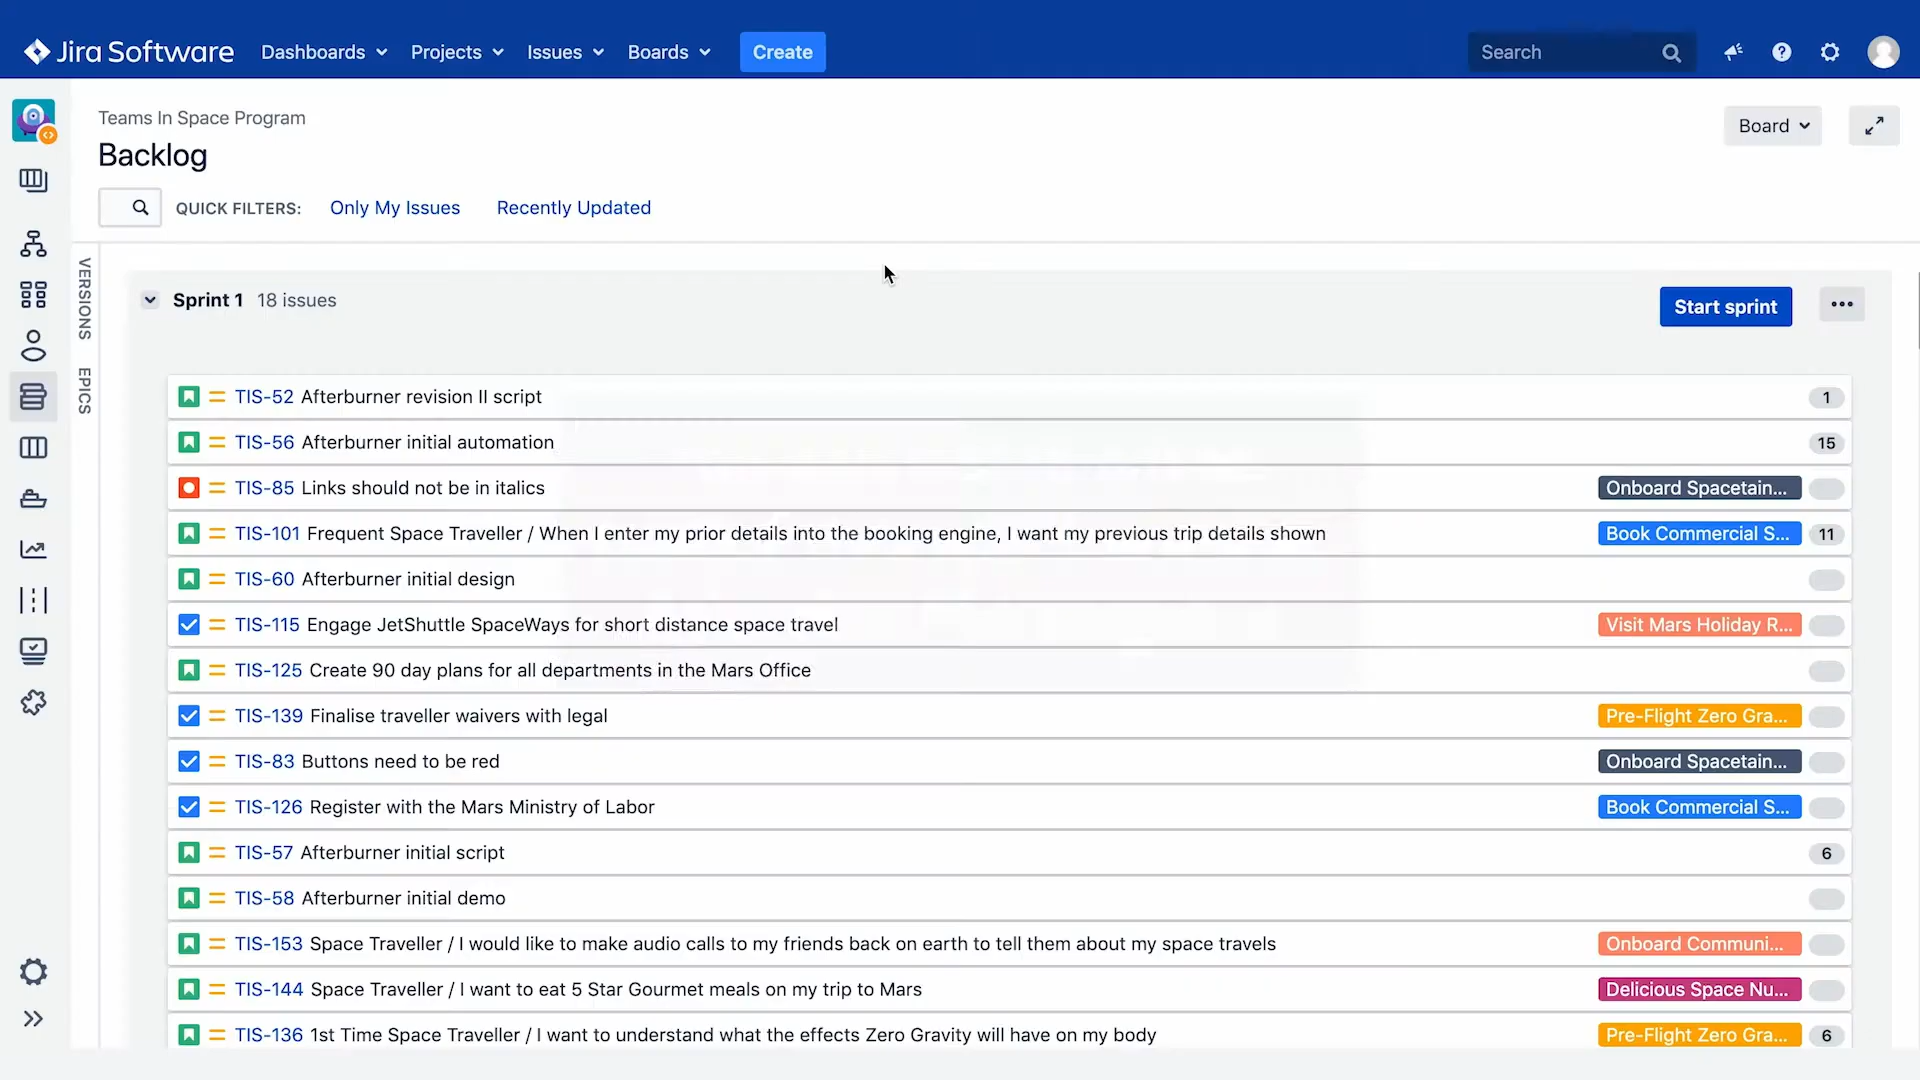 Jira Software Dashboards Projects Issues Boards Create Search
Teams In Space Program
Backlog
Board
QUICK FILTERS: Only My Issues Recently Updated
VERSIONS
EPICS
Sprint 1 18 issues
Start sprint
TIS-52 Afterburner revision II script 1
TIS-56 Afterburner initial automation 15
TIS-85 Links should not be in italics Onboard Spacetain...
TIS-101 Frequent Space Traveller / When I enter my prior details into the booking engine, I want my previous trip details shown Book Commercial S... 11
TIS-60 Afterburner initial design
TIS-115 Engage JetShuttle SpaceWays for short distance space travel Visit Mars Holiday R...
TIS-125 Create 90 day plans for all departments in the Mars Office
TIS-139 Finalise traveller waivers with legal Pre-Flight Zero Gra...
TIS-83 Buttons need to be red Onboard Spacetain...
TIS-126 Register with the Mars Ministry of Labor Book Commercial S...
TIS-57 Afterburner initial script 6
TIS-58 Afterburner initial demo
TIS-153 Space Traveller / I would like to make audio calls to my friends back on earth to tell them about my space travels Onboard Communi...
TIS-144 Space Traveller / I want to eat 5 Star Gourmet meals on my trip to Mars Delicious Space Nu...
TIS-136 1st Time Space Traveller / I want to understand what the effects Zero Gravity will have on my body Pre-Flight Zero Gra... 6